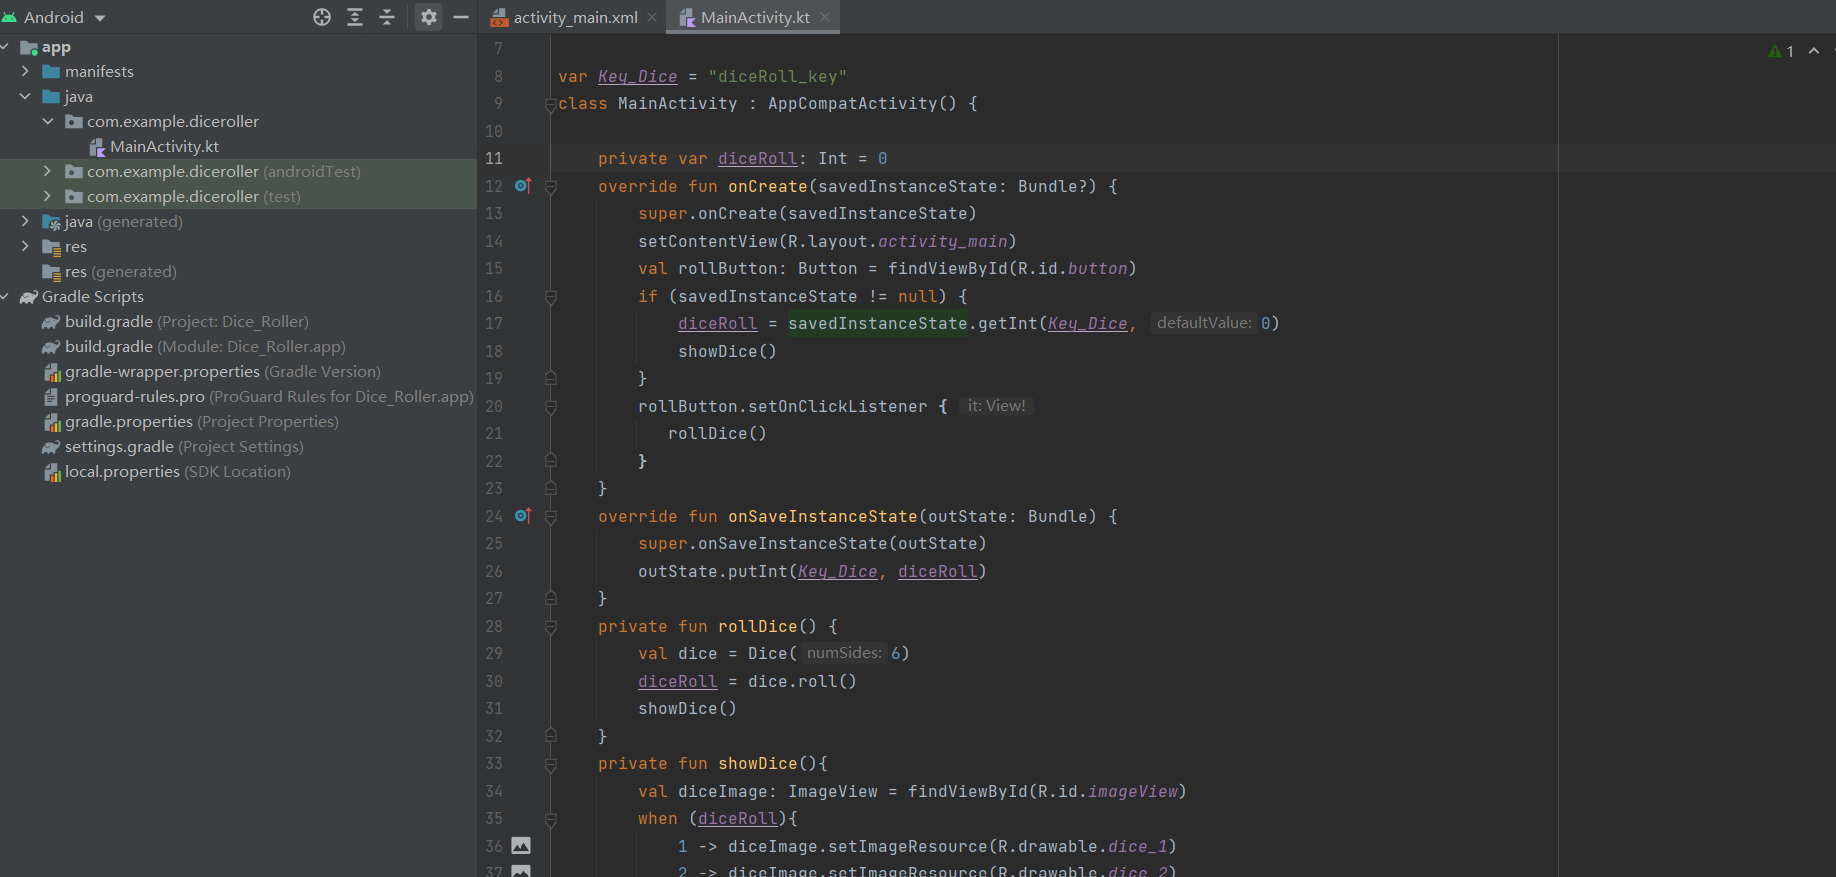 Android
app
manifests
java
com.example.diceroller
MainActivity.kt
com.example.diceroller (androidTest)
com.example.diceroller (test)
java (generated)
res
res (generated)
Gradle Scripts
build.gradle (Project: Dice_Roller)
build.gradle (Module: Dice_Roller.app)
gradle-wrapper.properties (Gradle Version)
proguard-rules.pro (ProGuard Rules for Dice_Roller.app)
gradle.properties (Project Properties)
settings.gradle (Project Settings)
local.properties (SDK Location)
activity_main.xml
MainActivity.kt
1
7
8 var Key_Dice = "diceRoll_key"
9 class MainActivity : AppCompatActivity() {
10
11 private var diceRoll: Int = 0
12 override fun onCreate(savedInstanceState: Bundle?) {
13 super.onCreate(savedInstanceState)
14 setContentView(R.layout.activity_main)
15 val rollButton: Button = findViewById(R.id.button)
16 if (savedInstanceState != null) {
17 diceRoll = savedInstanceState.getInt(Key_Dice, defaultValue: 0)
18 showDice()
19 }
20 rollButton.setOnClickListener { it: View!
21 rollDice()
22 }
23 }
24 override fun onSaveInstanceState(outState: Bundle) {
25 super.onSaveInstanceState(outState)
26 outState.putInt(Key_Dice, diceRoll)
27 }
28 private fun rollDice() {
29 val dice = Dice( numSides: 6)
30 diceRoll = dice.roll()
31 showDice()
32 }
33 private fun showDice(){
34 val diceImage: ImageView = findViewById(R.id.imageView)
35 when (diceRoll){
36 1 -> diceImage.setImageResource(R.drawable.dice_1)
37 2 -> diceImage.setImageResource(R.drawable.dice_2)